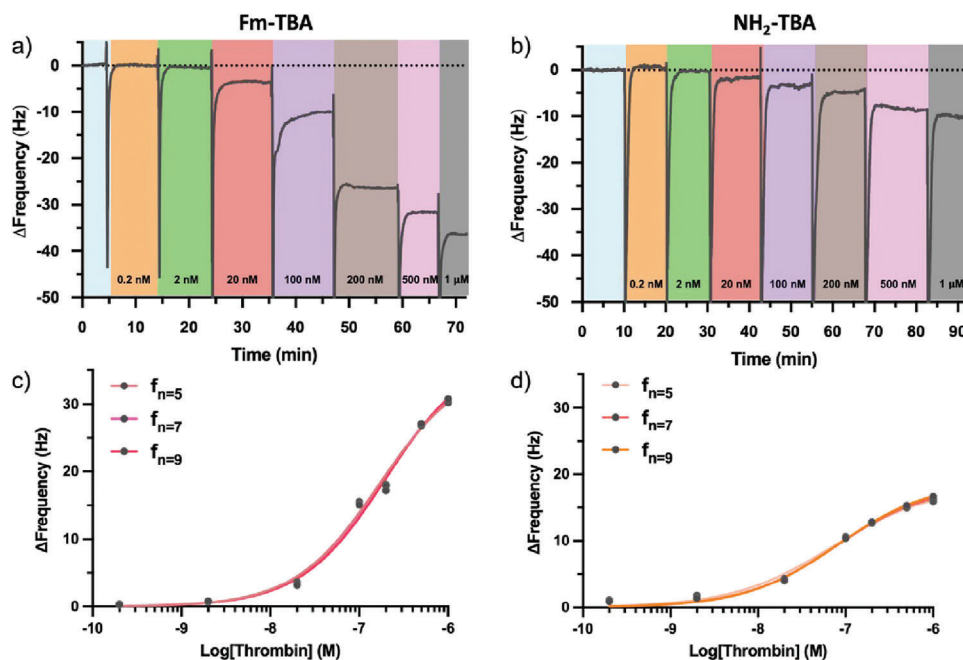 Fm-TBA
NH₂-TBA
a)
ΔFrequency (Hz)
0
-10
-20
-30
-40
-50
0.2 nM
2 nM
20 nM
100 nM
200 nM
500 nM
1 µM
0 10 20 30 40 50 60 70
Time (min)
b)
ΔFrequency (Hz)
0
-10
-20
-30
-40
-50
0.2 nM
2 nM
20 nM
100 nM
200 nM
500 nM
1 µM
0 10 20 30 40 50 60 70 80 90
Time (min)
c)
ΔFrequency (Hz)
30
20
10
0
fn=5
fn=7
fn=9
-10 -9 -8 -7 -6
Log[Thrombin] (M)
d)
ΔFrequency (Hz)
30
20
10
0
fn=5
fn=7
fn=9
-10 -9 -8 -7 -6
Log[Thrombin] (M)